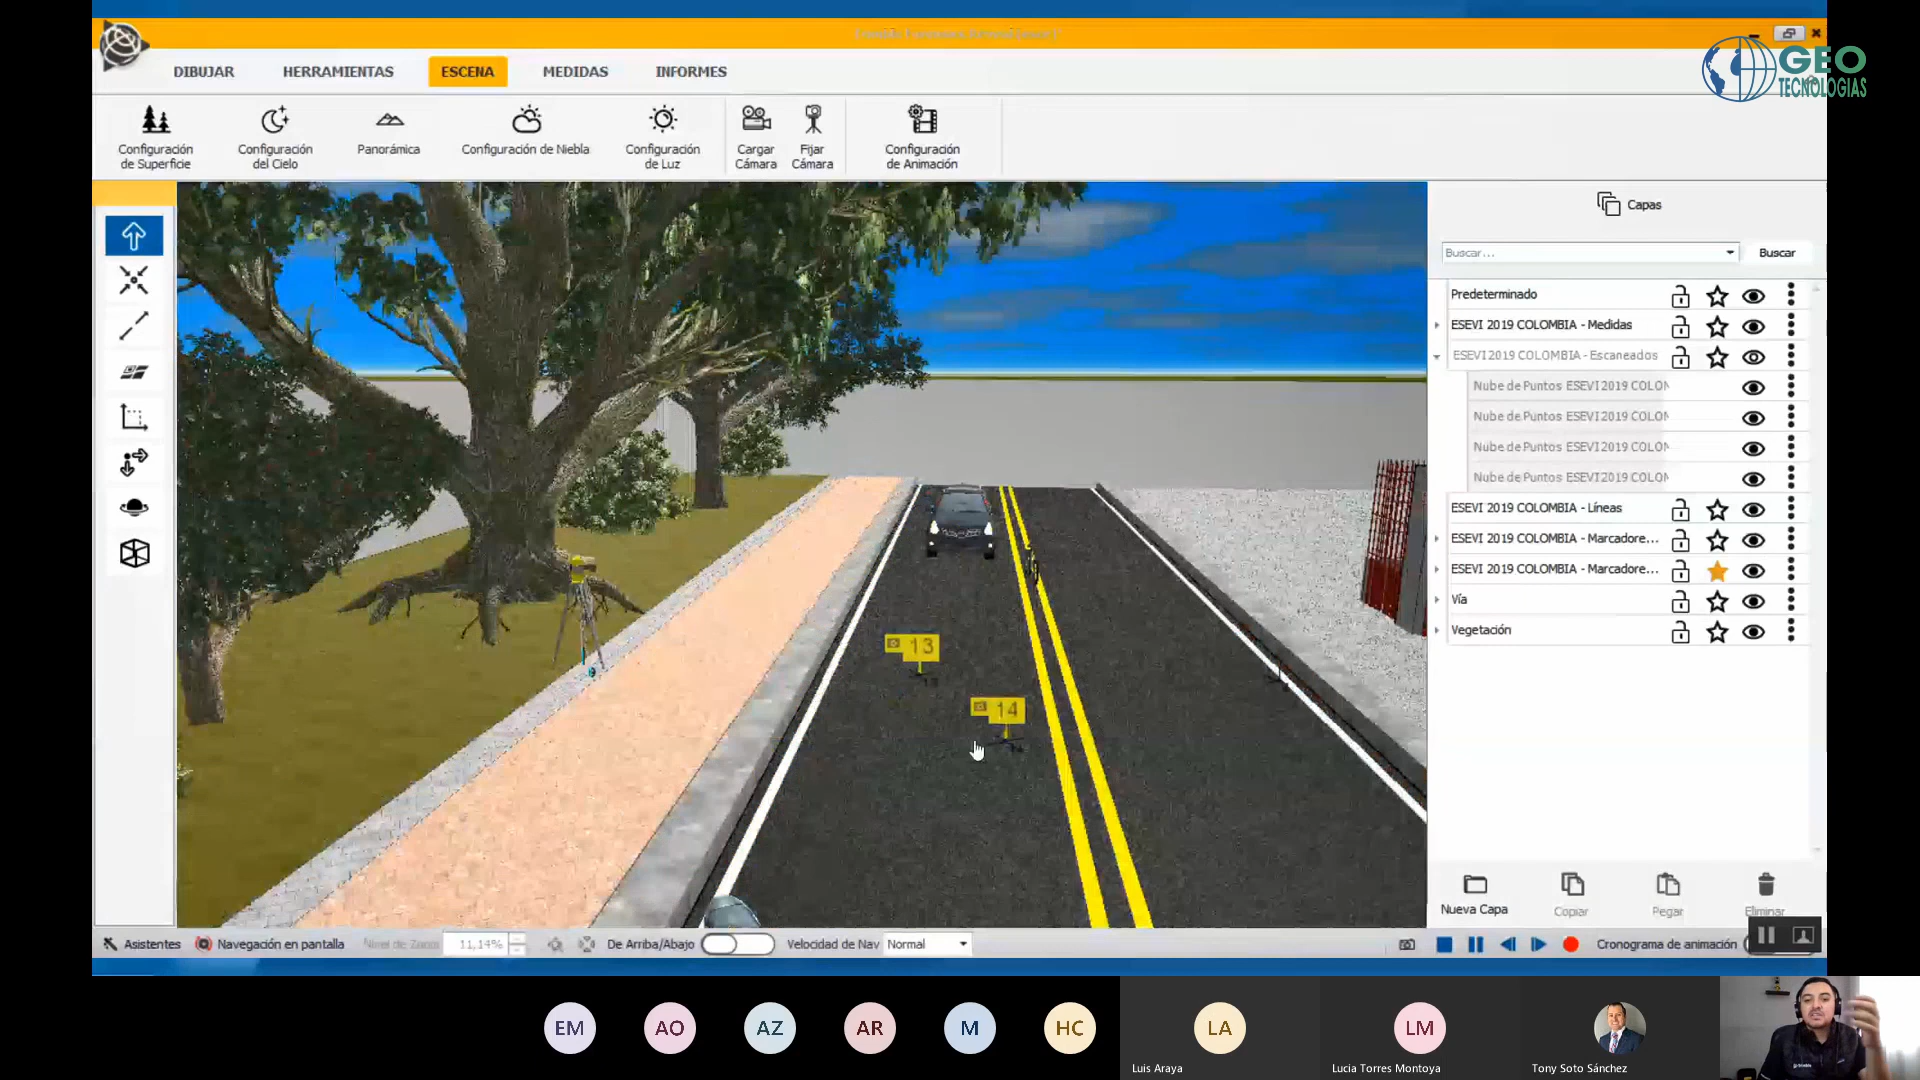 GEO
TECNOLOGIAS
DIBUJAR
HERRAMIENTAS
ESCENA
MEDIDAS
INFORMES
Configuración
de Superficie
Configuración
del Cielo
Panorámica
Configuración de Niebla
Configuración
de Luz
Cargar
Cámara
Fijar
Cámara
Configuración
de Animación
Capas
Buscar...
Buscar
Predeterminado
ESEVI 2019 COLOMBIA - Medidas
ESEVI 2019 COLOMBIA - Escaneados
Nube de Puntos ESEVI 2019 COLOM
Nube de Puntos ESEVI 2019 COLOM
Nube de Puntos ESEVI 2019 COLOM
Nube de Puntos ESEVI 2019 COLOM
ESEVI 2019 COLOMBIA - Líneas
ESEVI 2019 COLOMBIA - Marcadore...
ESEVI 2019 COLOMBIA - Marcadore...
Vía
Vegetación
13
14
Nueva Capa
Copiar
Pegar
Eliminar
Asistentes
Navegación en pantalla
Nivel de Zoom
11,14%
De Arriba/Abajo
Velocidad de Nav
Normal
Cronograma de animación
EM
AO
AZ
AR
M
HC
LA
LM
Luis Araya
Lucia Torres Montoya
Tony Soto Sánchez